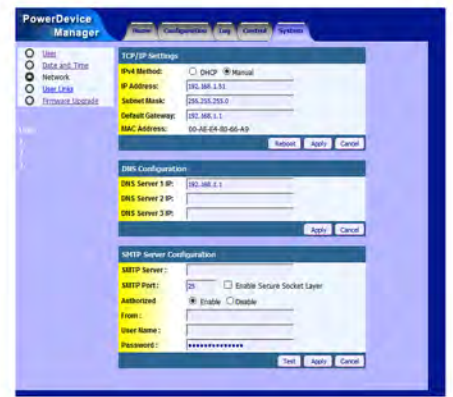 PowerDevice
Manager
Home Configuration Log Control System
User
Date and Time
Network
User Links
Firmware Upgrade
TCP/IP Settings
IPv4 Method: DHCP Manual
IP Address: 192.168.1.51
Subnet Mask: 255.255.255.0
Default Gateway: 192.168.1.1
MAC Address: 00-AE-E4-80-66-A9
Reboot Apply Cancel
DNS Configuration
DNS Server 1 IP: 192.168.1.1
DNS Server 2 IP:
DNS Server 3 IP:
Apply Cancel
SMTP Server Configuration
SMTP Server :
SMTP Port : 25 Enable Secure Socket Layer
Authorized Enable Disable
From :
User Name :
Password :
Test Apply Cancel